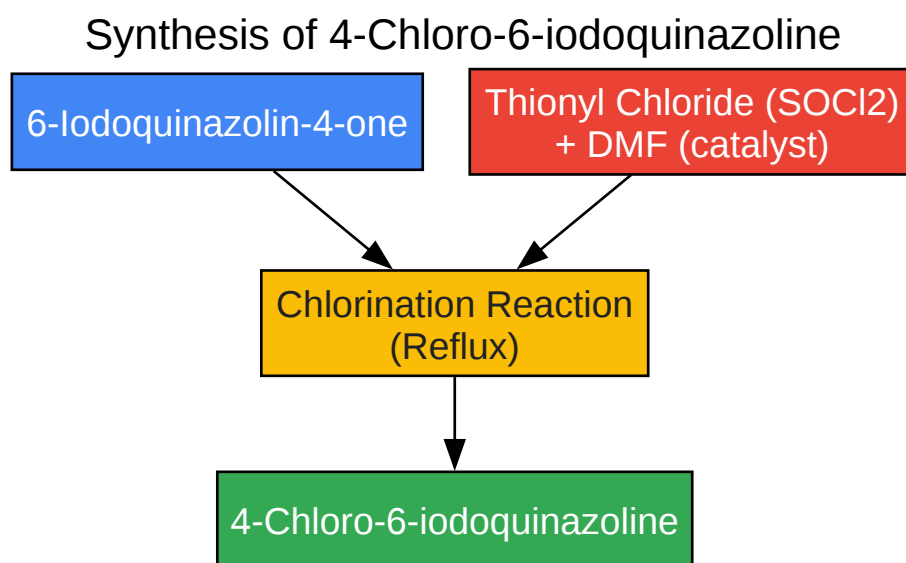 Synthesis of 4-Chloro-6-iodoquinazoline
6-Iodoquinazolin-4-one
Thionyl Chloride (SOCl2)
+ DMF (catalyst)
Chlorination Reaction
(Reflux)
4-Chloro-6-iodoquinazoline